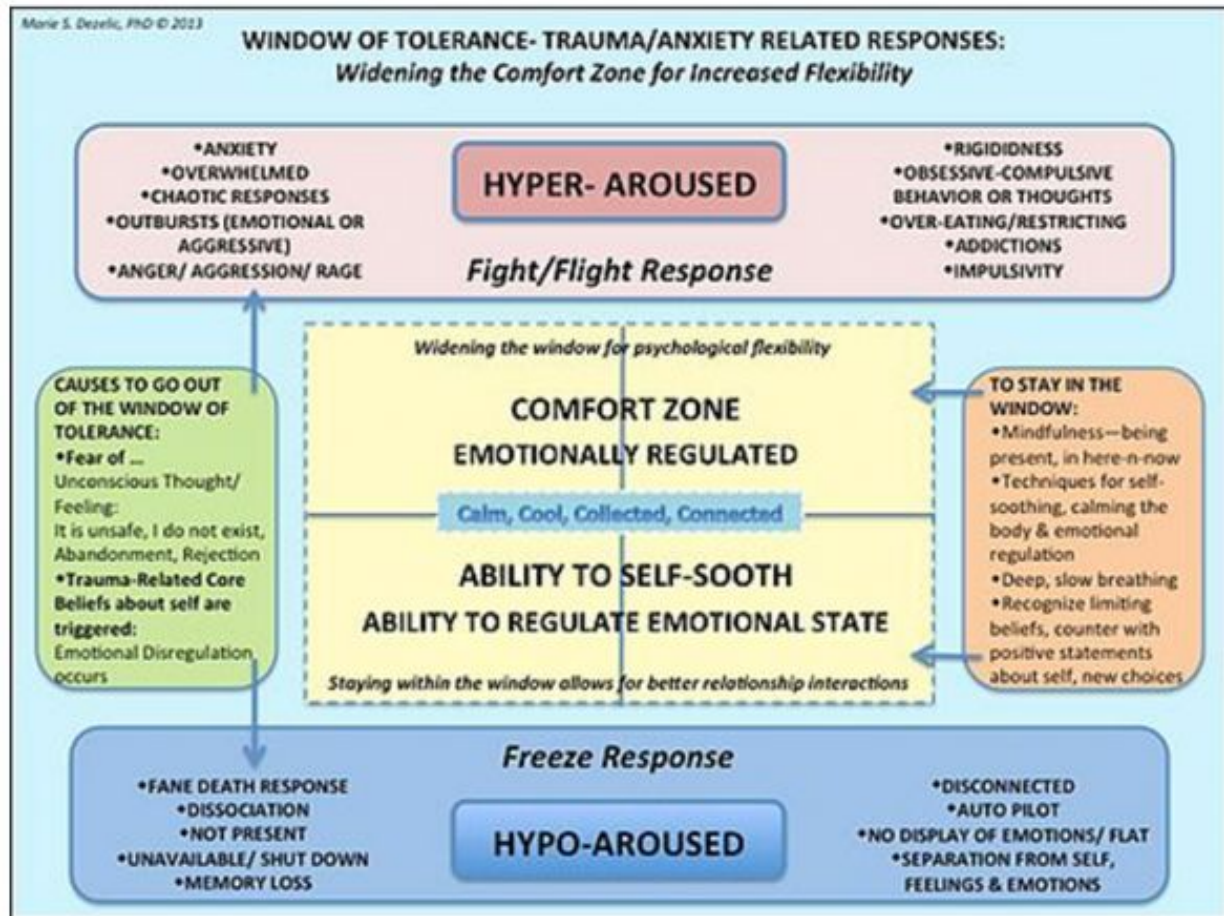 Marie S. Dezelic, PhD © 2013
WINDOW OF TOLERANCE- TRAUMA/ANXIETY RELATED RESPONSES:
Widening the Comfort Zone for Increased Flexibility
•ANXIETY
•OVERWHELMED
•CHAOTIC RESPONSES
•OUTBURSTS (EMOTIONAL OR
AGGRESSIVE)
•ANGER/ AGGRESSION/ RAGE
HYPER- AROUSED
Fight/Flight Response
•RIGIDIDNESS
•OBSESSIVE-COMPULSIVE
BEHAVIOR OR THOUGHTS
•OVER-EATING/RESTRICTING
•ADDICTIONS
•IMPULSIVITY
CAUSES TO GO OUT
OF THE WINDOW OF
TOLERANCE:
•Fear of ...
Unconscious Thought/
Feeling:
It is unsafe, I do not exist,
Abandonment, Rejection
•Trauma-Related Core
Beliefs about self are
triggered:
Emotional Disregulation
occurs
Widening the window for psychological flexibility
COMFORT ZONE
EMOTIONALLY REGULATED
Calm, Cool, Collected, Connected
ABILITY TO SELF-SOOTH
ABILITY TO REGULATE EMOTIONAL STATE
Staying within the window allows for better relationship interactions
TO STAY IN THE
WINDOW:
•Mindfulness—being
present, in here-n-now
•Techniques for self-
soothing, calming the
body & emotional
regulation
•Deep, slow breathing
•Recognize limiting
beliefs, counter with
positive statements
about self, new choices
Freeze Response
•FANE DEATH RESPONSE
•DISSOCIATION
•NOT PRESENT
•UNAVAILABLE/ SHUT DOWN
•MEMORY LOSS
HYPO-AROUSED
•DISCONNECTED
•AUTO PILOT
•NO DISPLAY OF EMOTIONS/ FLAT
•SEPARATION FROM SELF,
FEELINGS & EMOTIONS